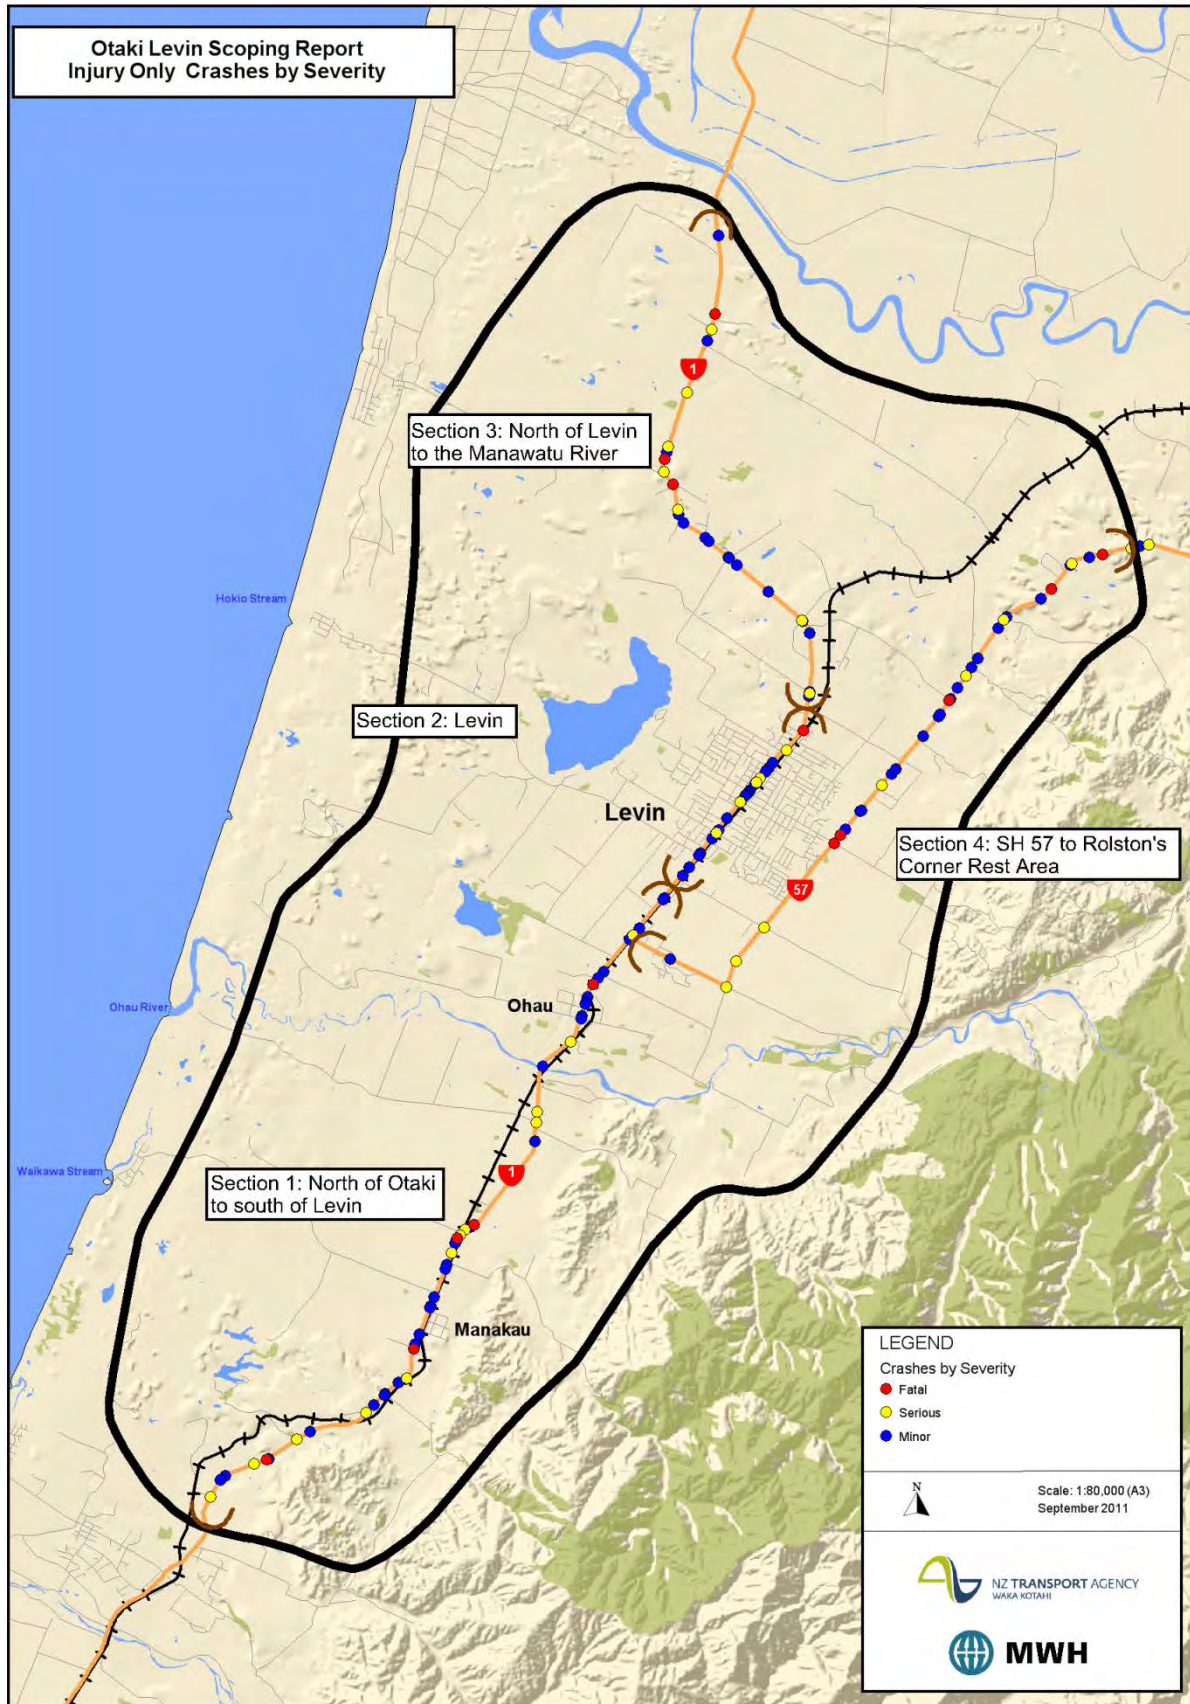 Otaki Levin Scoping Report
Injury Only Crashes by Severity
1
Section 3: North of Levin
to the Manawatu River
Hokio Stream
Section 2: Levin
Levin
Section 4: SH 57 to Rolston's
Corner Rest Area
57
Ohau
Ohau River
Waikawa Stream
1
Section 1: North of Otaki
to south of Levin
Manakau
LEGEND
Crashes by Severity
Fatal
Serious
Minor
N
Scale: 1:80,000 (A3)
September 2011
NZ TRANSPORT AGENCY
WAKA KOTAHI
MWH